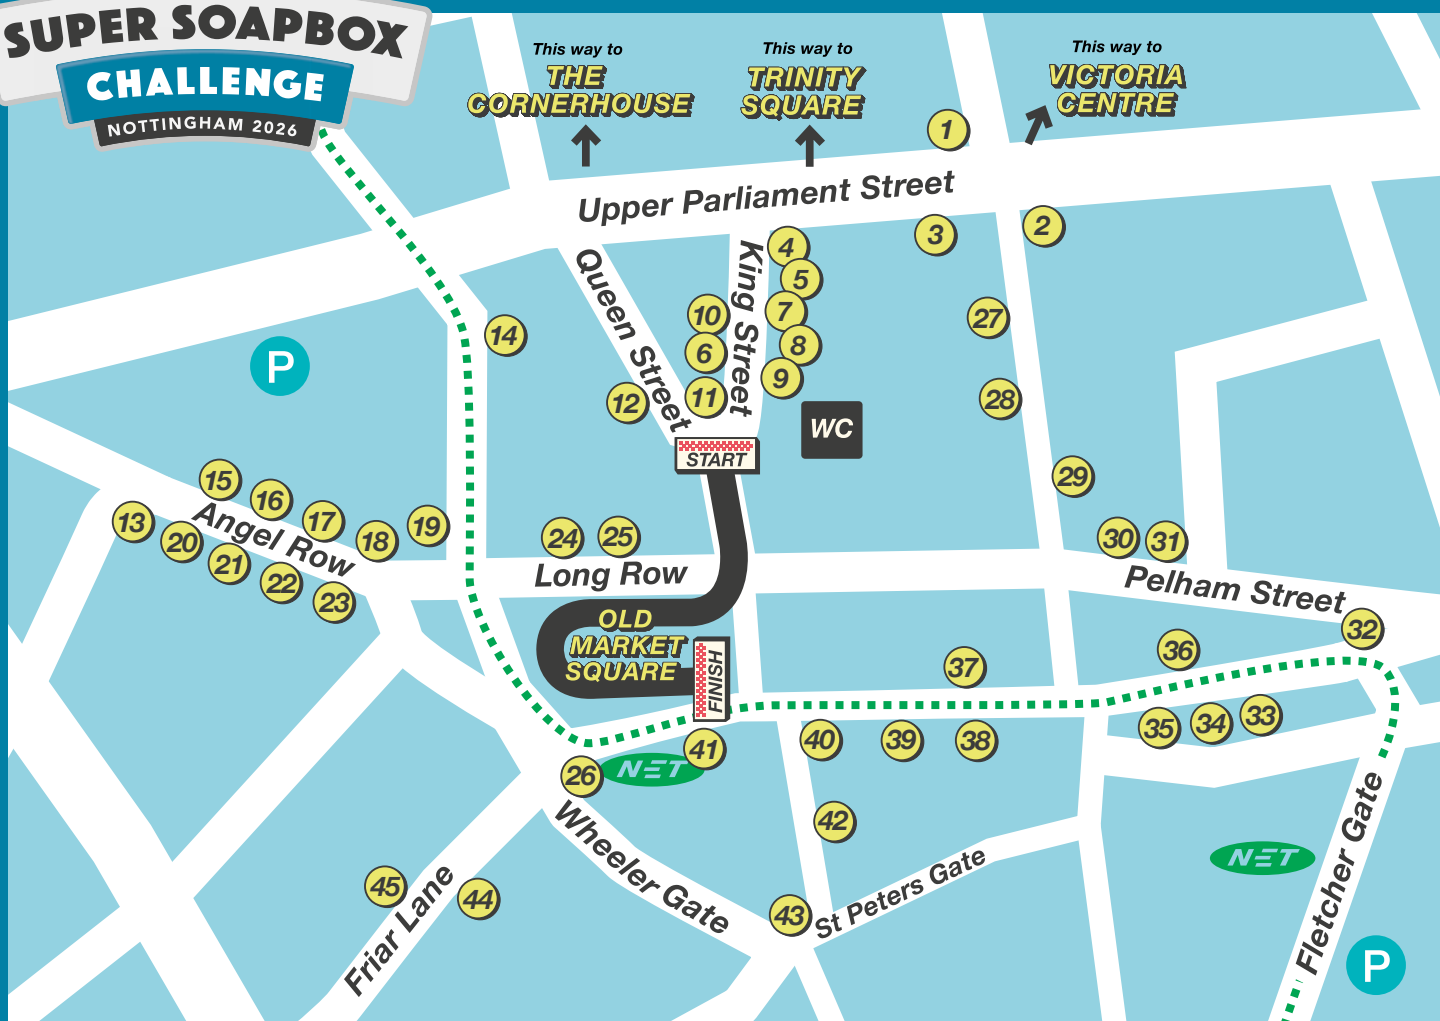 SUPER SOAPBOX
CHALLENGE
NOTTINGHAM 2026
This way to
THE
CORNERHOUSE
This way to
TRINITY
SQUARE
This way to
VICTORIA
CENTRE
1
Upper Parliament Street
2
3
4
5
Queen Street
King Street
10
7
27
14
6
8
P
9
12
11
28
WC
START
15
16
29
13
17
19
20
Angel Row
18
24
25
30
31
21
22
Long Row
23
Pelham Street
OLD
MARKET
SQUARE
FINISH
32
36
37
35
34
33
41
40
39
38
26
NET
42
Wheeler Gate
NET
Fletcher Gate
45
44
Friar Lane
43
St Peters Gate
P